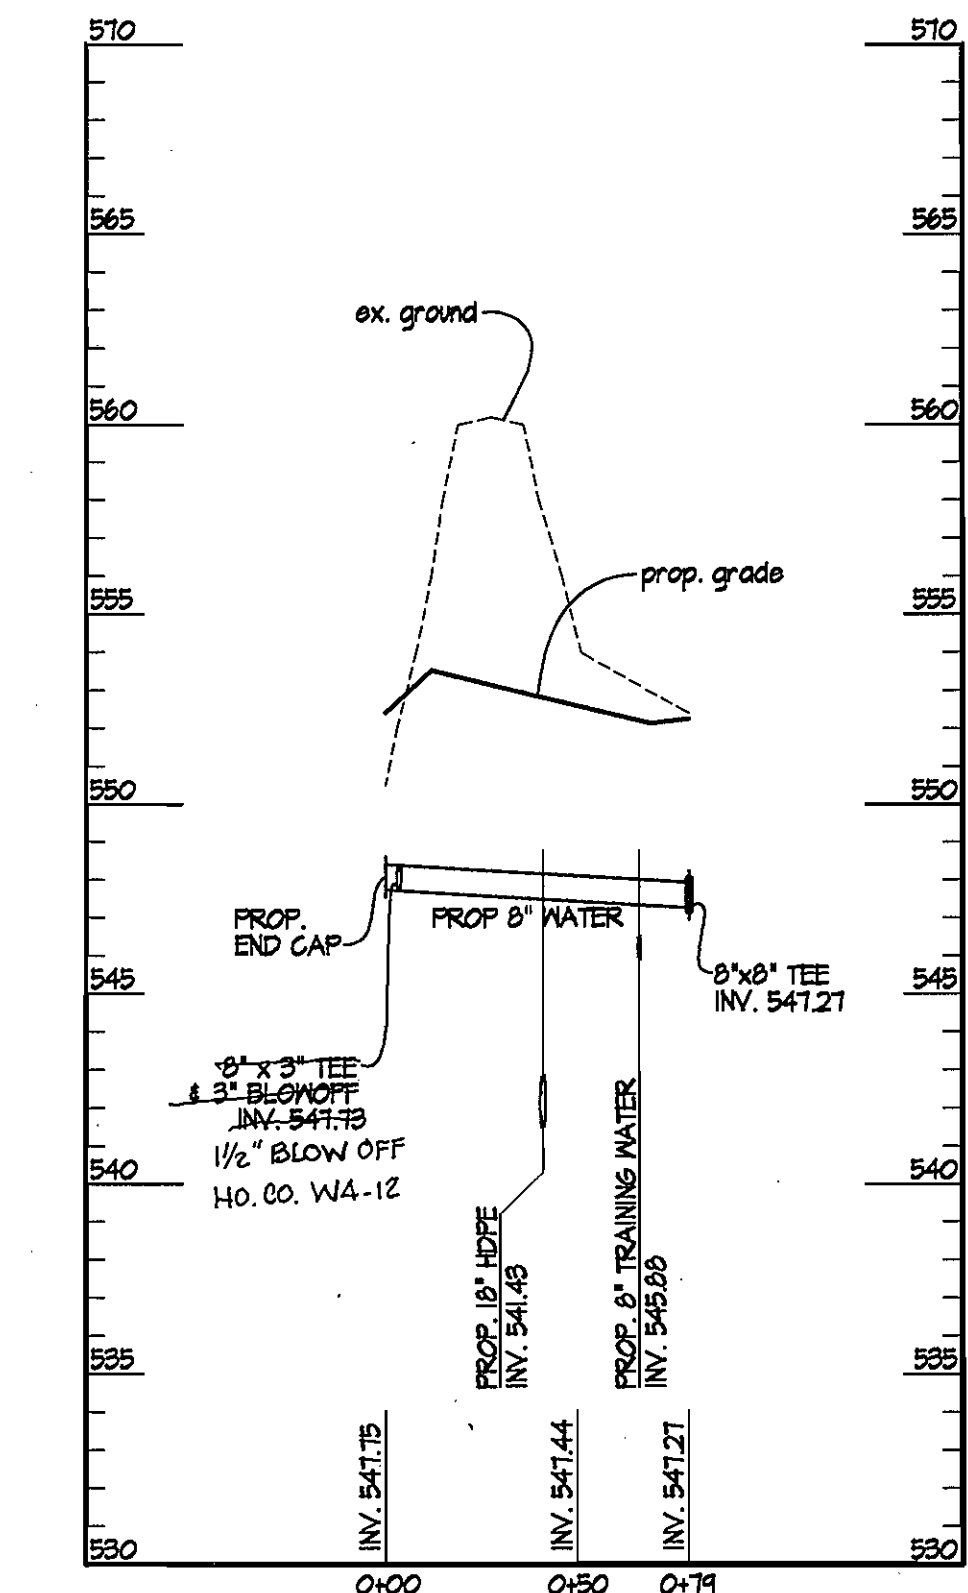 570
570
565
565
ex. ground
560
560
prop. grade
555
555
550
550
PROP.
END CAP
PROP 8" WATER
545
545
8"x8" TEE
INV. 547.27
8" x 3" TEE
& 3" BLOWOFF
INV. 547.73
1 1/2" BLOW OFF
HO. CO. W4-12
540
540
PROP. 18" HDPE
INV. 541.43
PROP. 8" TRAINING WATER
INV. 545.88
535
535
INV. 547.75
INV. 547.44
INV. 547.27
530
530
0+00
0+50
0+79